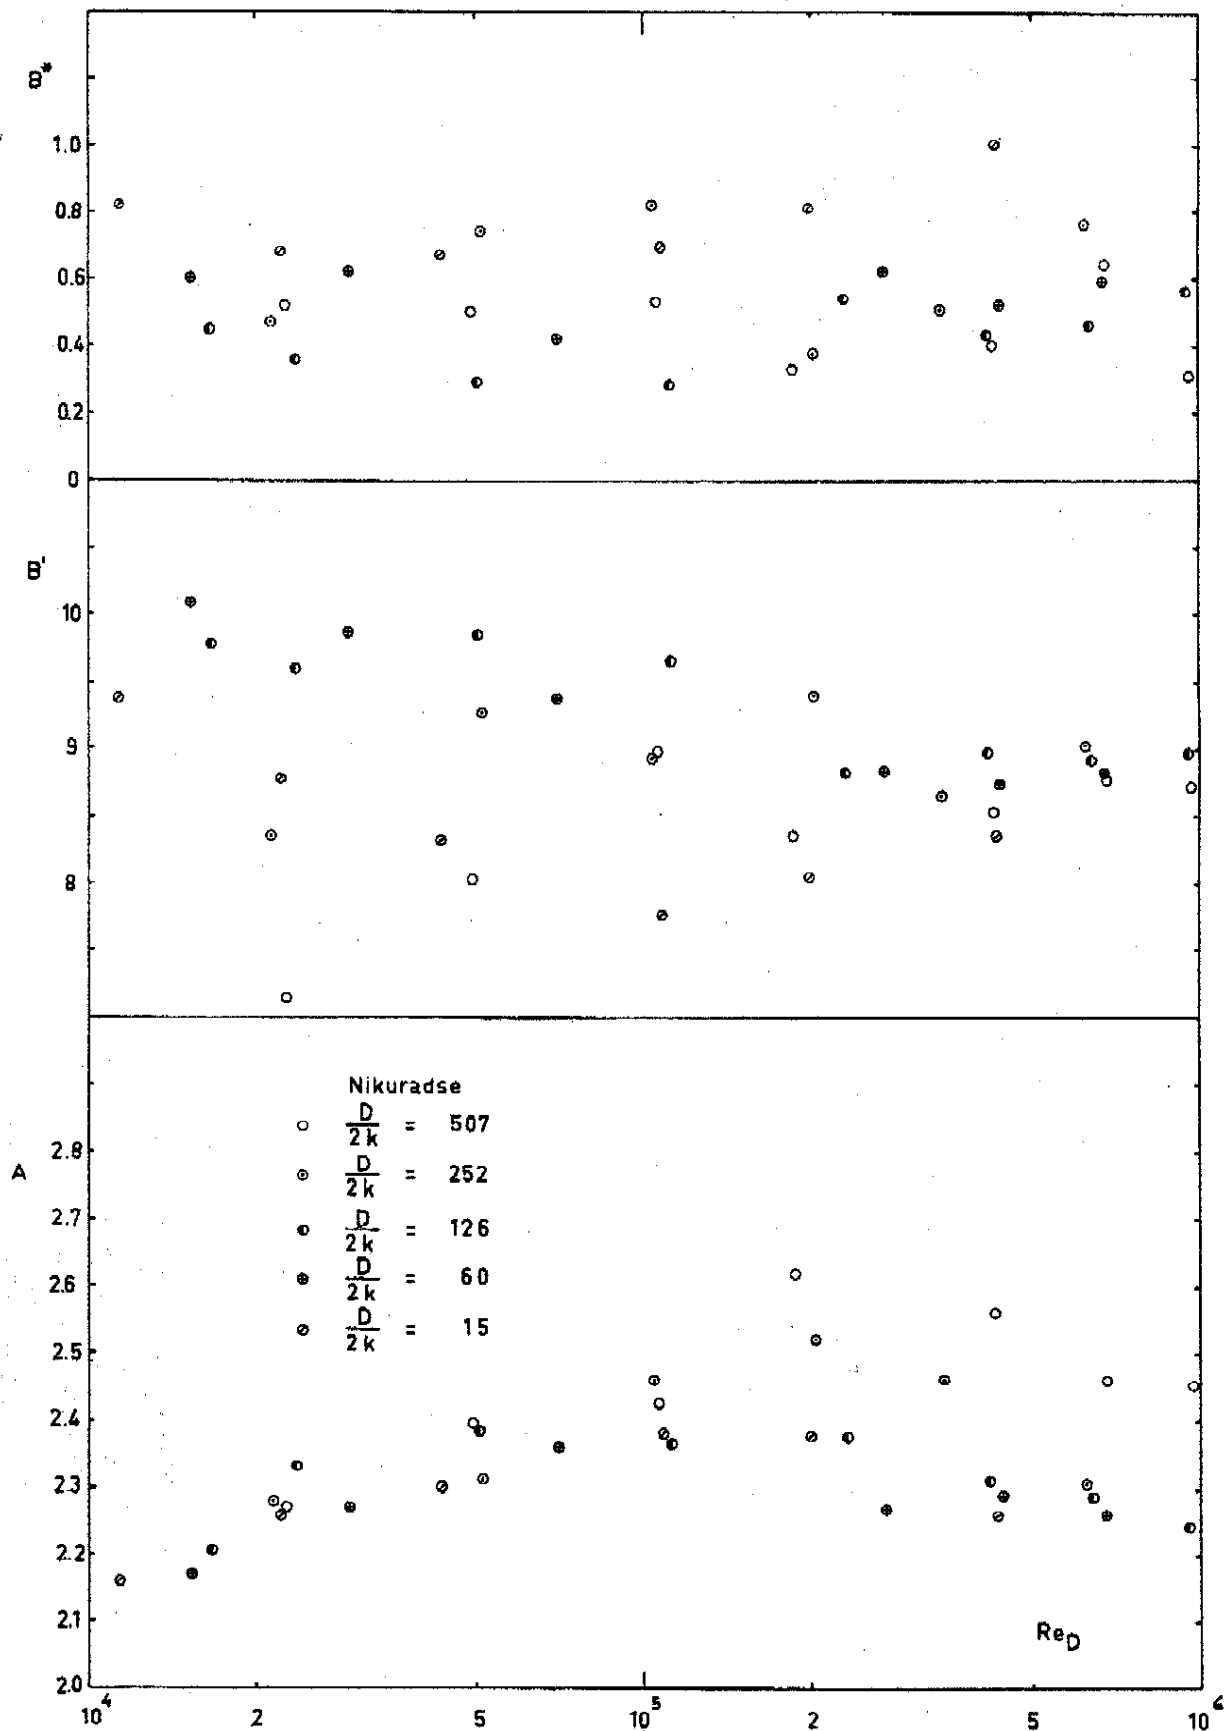 B*
1.0
0.8
0.6
0.4
0.2
0
B'
10
9
8
Nikuradse
D/2k = 507
D/2k = 252
D/2k = 126
D/2k = 60
D/2k = 15
A
2.8
2.7
2.6
2.5
2.4
2.3
2.2
2.1
2.0
Re_D
10^4 2 5 10^5 2 5 10^6